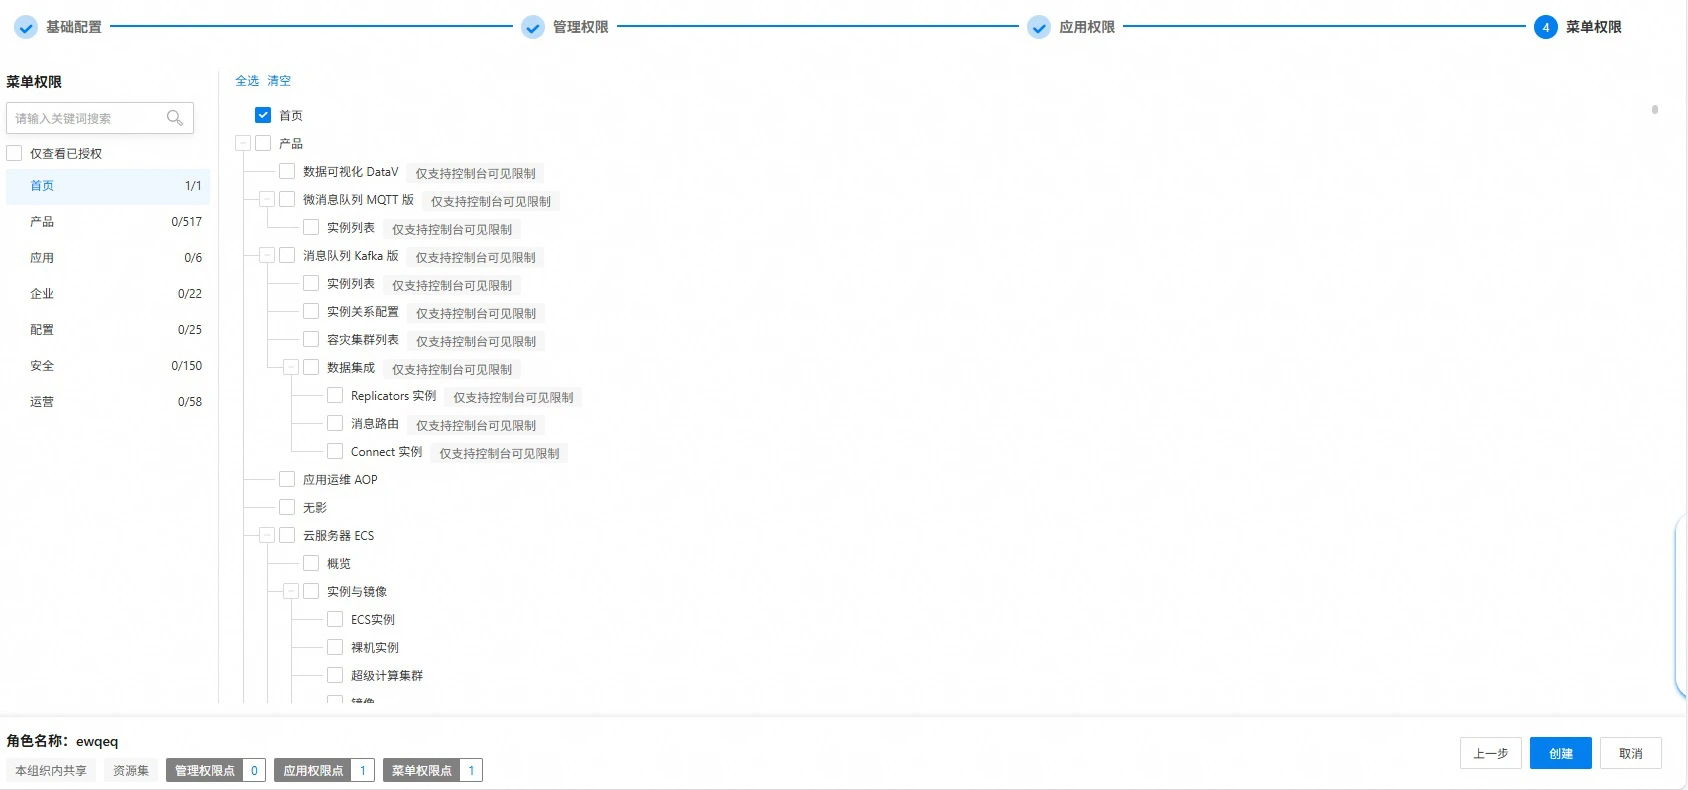 基础配置
管理权限
应用权限
4 菜单权限
菜单权限
请输入关键词搜索
仅查看已授权
首页 1/1
产品 0/517
应用 0/6
企业 0/22
配置 0/25
安全 0/150
运营 0/58
全选 清空
首页
产品
数据可视化 DataV 仅支持控制台可见限制
微消息队列 MQTT 版 仅支持控制台可见限制
实例列表 仅支持控制台可见限制
消息队列 Kafka 版 仅支持控制台可见限制
实例列表 仅支持控制台可见限制
实例关系配置 仅支持控制台可见限制
容灾集群列表 仅支持控制台可见限制
数据集成 仅支持控制台可见限制
Replicators 实例 仅支持控制台可见限制
消息路由 仅支持控制台可见限制
Connect 实例 仅支持控制台可见限制
应用运维 AOP
无影
云服务器 ECS
概览
实例与镜像
ECS实例
裸机实例
超级计算集群
镜像
角色名称：ewqeq
本组织内共享 资源集 管理权限点 0 应用权限点 1 菜单权限点 1
上一步 创建 取消